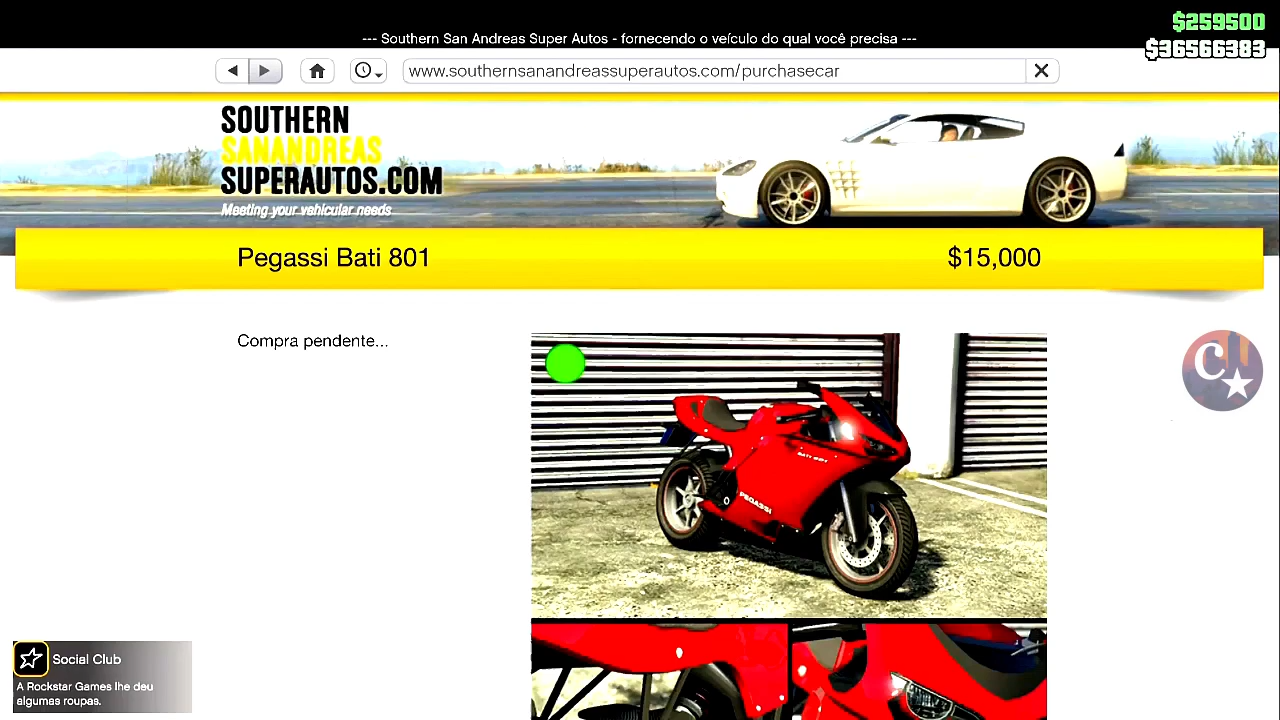 $259500
--- Southern San Andreas Super Autos - fornecendo o veículo do qual você precisa ---
$36566383
www.southernsanandreassuperautos.com/purchasecar
SOUTHERN
SANANDREAS
SUPERAUTOS.COM
Meeting your vehicular needs
Pegassi Bati 801
$15,000
Compra pendente...
C
BATI 801
PEGASSI
Social Club
A Rockstar Games lhe deu
algumas roupas.